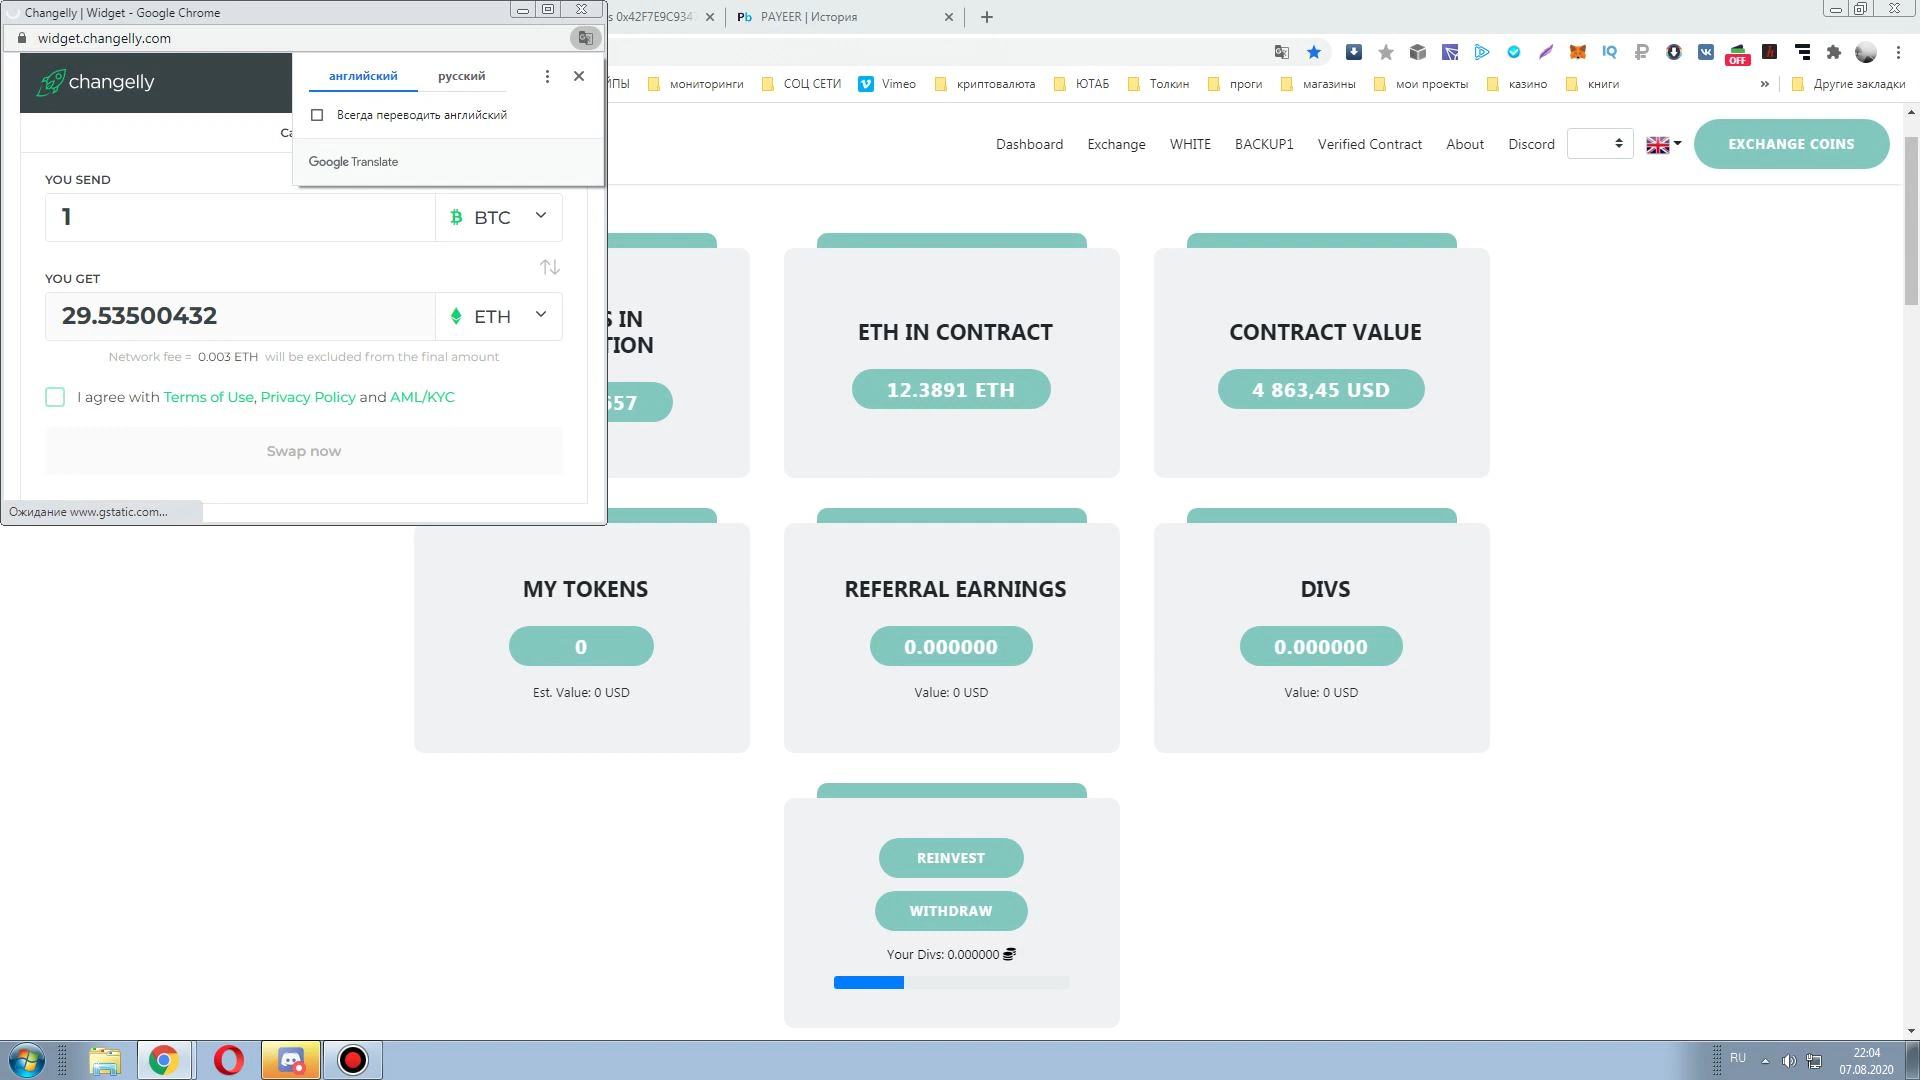 Changelly | Widget - Google Chrome
widget.changelly.com
changelly
английский
русский
Всегда переводить английский
Google Translate
YOU SEND
1
BTC
YOU GET
29.53500432
ETH
Network fee = 0.003 ETH will be excluded from the final amount
I agree with Terms of Use, Privacy Policy and AML/KYC
Swap now
Ожидание www.gstatic.com...
PAYEER | История
OFF
мониторинги
СОЦ СЕТИ
Vimeo
криптовалюта
ЮТАБ
Толкин
проги
магазины
мои проекты
казино
книги
»
Другие закладки
Dashboard
Exchange
WHITE
BACKUP1
Verified Contract
About
Discord
EXCHANGE COINS
S IN
TION
657
ETH IN CONTRACT
12.3891 ETH
CONTRACT VALUE
4 863,45 USD
MY TOKENS
0
Est. Value: 0 USD
REFERRAL EARNINGS
0.000000
Value: 0 USD
DIVS
0.000000
Value: 0 USD
REINVEST
WITHDRAW
Your Divs: 0.000000
RU
22:04
07.08.2020